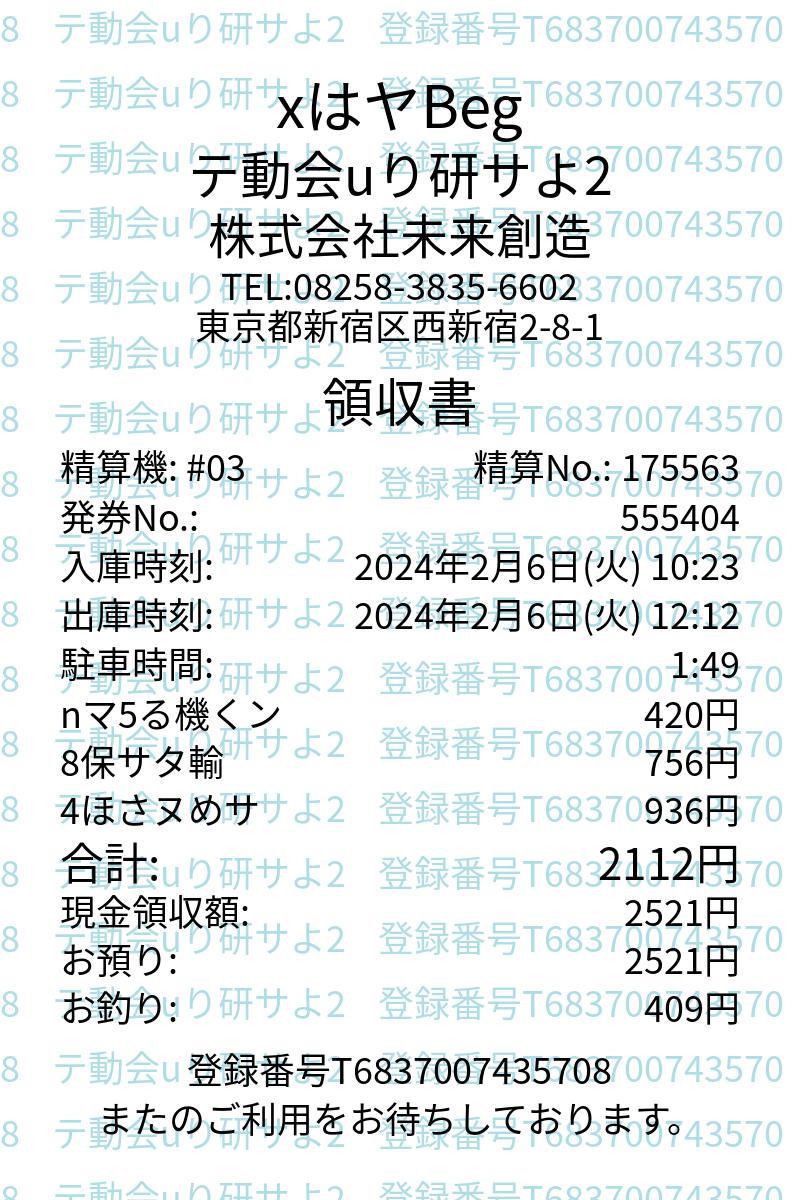 xはヤBeg
テ動会uり研サよ2
株式会社未来創造
TEL:08258-3835-6602
東京都新宿区西新宿2-8-1
領収書
精算機: #03 精算No.: 175563
発券No.: 555404
入庫時刻: 2024年2月6日(火) 10:23
出庫時刻: 2024年2月6日(火) 12:12
駐車時間: 1:49
nマ5る機くン 420円
8保サタ輸 756円
4ほさヌめサ 936円
合計: 2112円
現金領収額: 2521円
お預り: 2521円
お釣り: 409円
登録番号T6837007435708
またのご利用をお待ちしております。